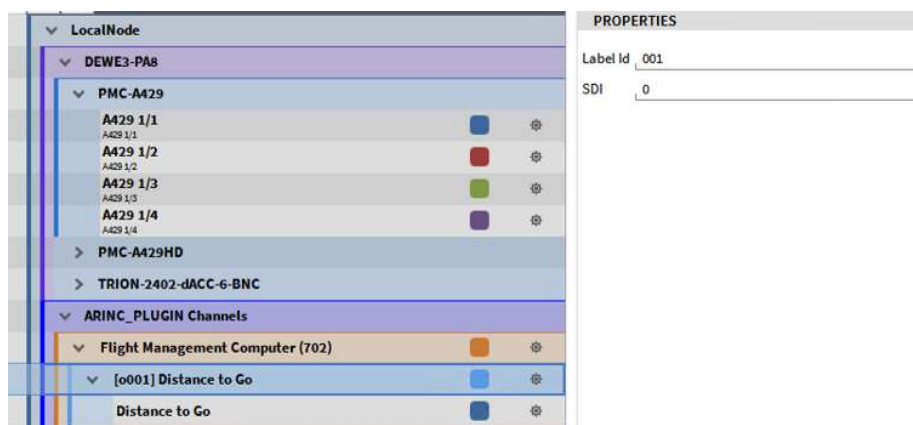 LocalNode
DEWE3-PA8
PMC-A429
A429 1/1
A429 1/1
A429 1/2
A429 1/2
A429 1/3
A429 1/3
A429 1/4
A429 1/4
PMC-A429HD
TRION-2402-dACC-6-BNC
ARINC_PLUGIN Channels
Flight Management Computer (702)
[o001] Distance to Go
Distance to Go
PROPERTIES
Label Id 001
SDI 0